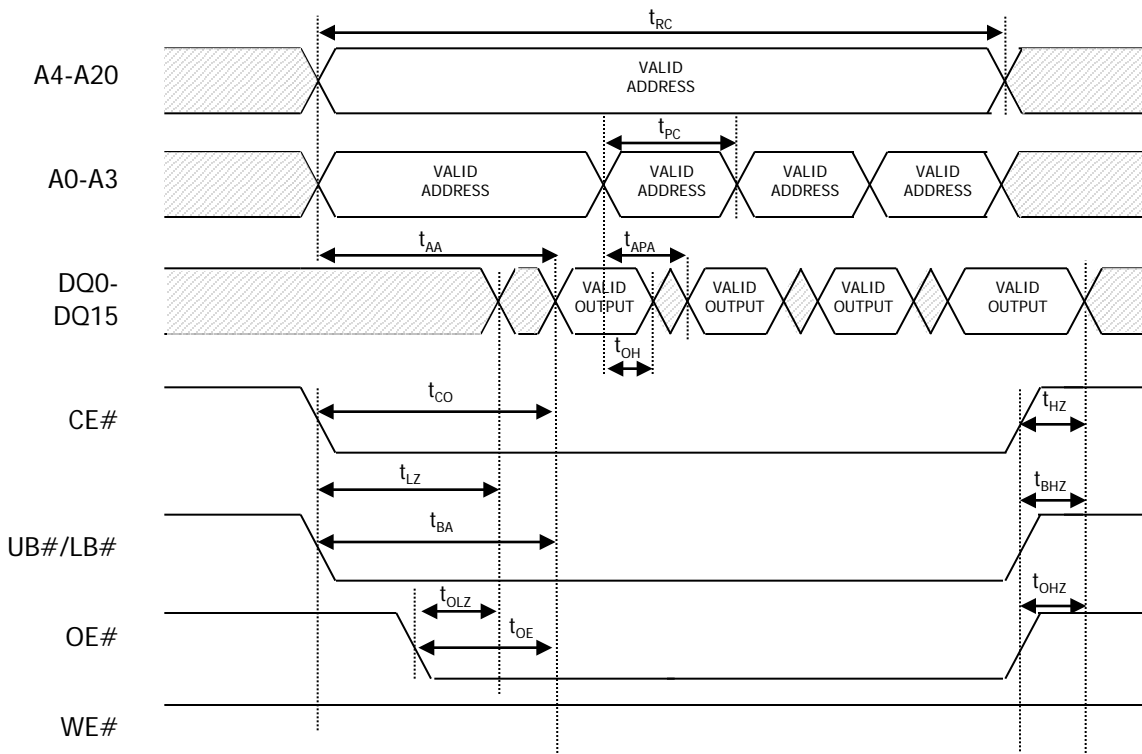 tRC
A4-A20
VALID
ADDRESS
tPC
A0-A3
VALID
ADDRESS
VALID
ADDRESS
VALID
ADDRESS
VALID
ADDRESS
tAA
tAPA
DQ0-
DQ15
VALID
OUTPUT
VALID
OUTPUT
VALID
OUTPUT
VALID
OUTPUT
tOH
CE#
tCO
tHZ
tLZ
tBHZ
UB#/LB#
tBA
tOLZ
tOHZ
OE#
tOE
WE#